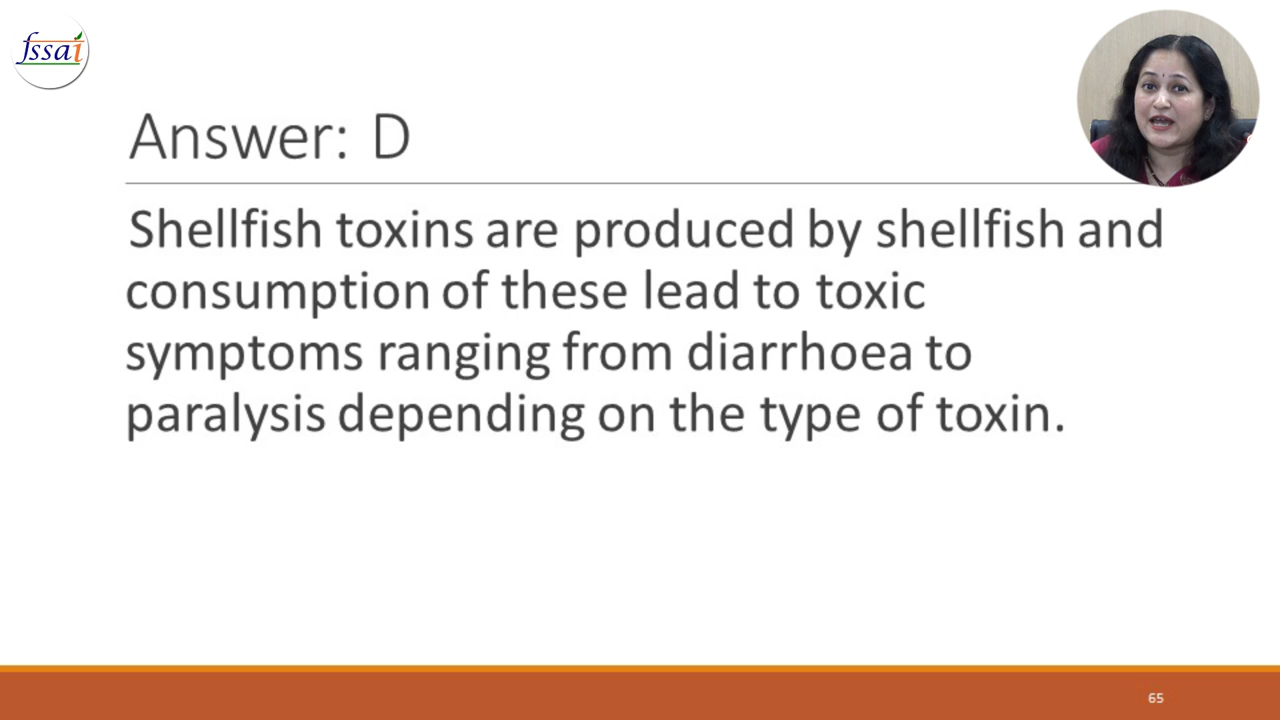 fssai
Answer: D
Shellfish toxins are produced by shellfish and
consumption of these lead to toxic
symptoms ranging from diarrhoea to
paralysis depending on the type of toxin.
65